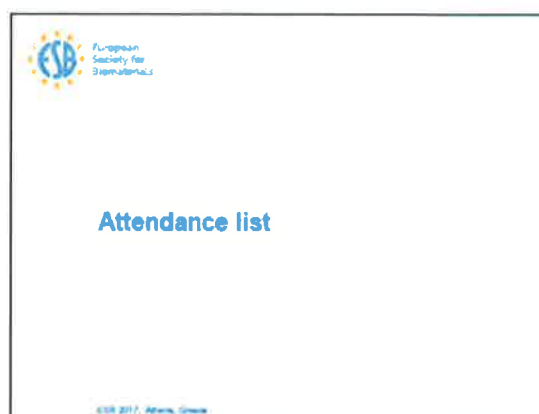 ESB
European
Society for
Biomaterials
Attendance list
ESB 2017, Athens, Greece